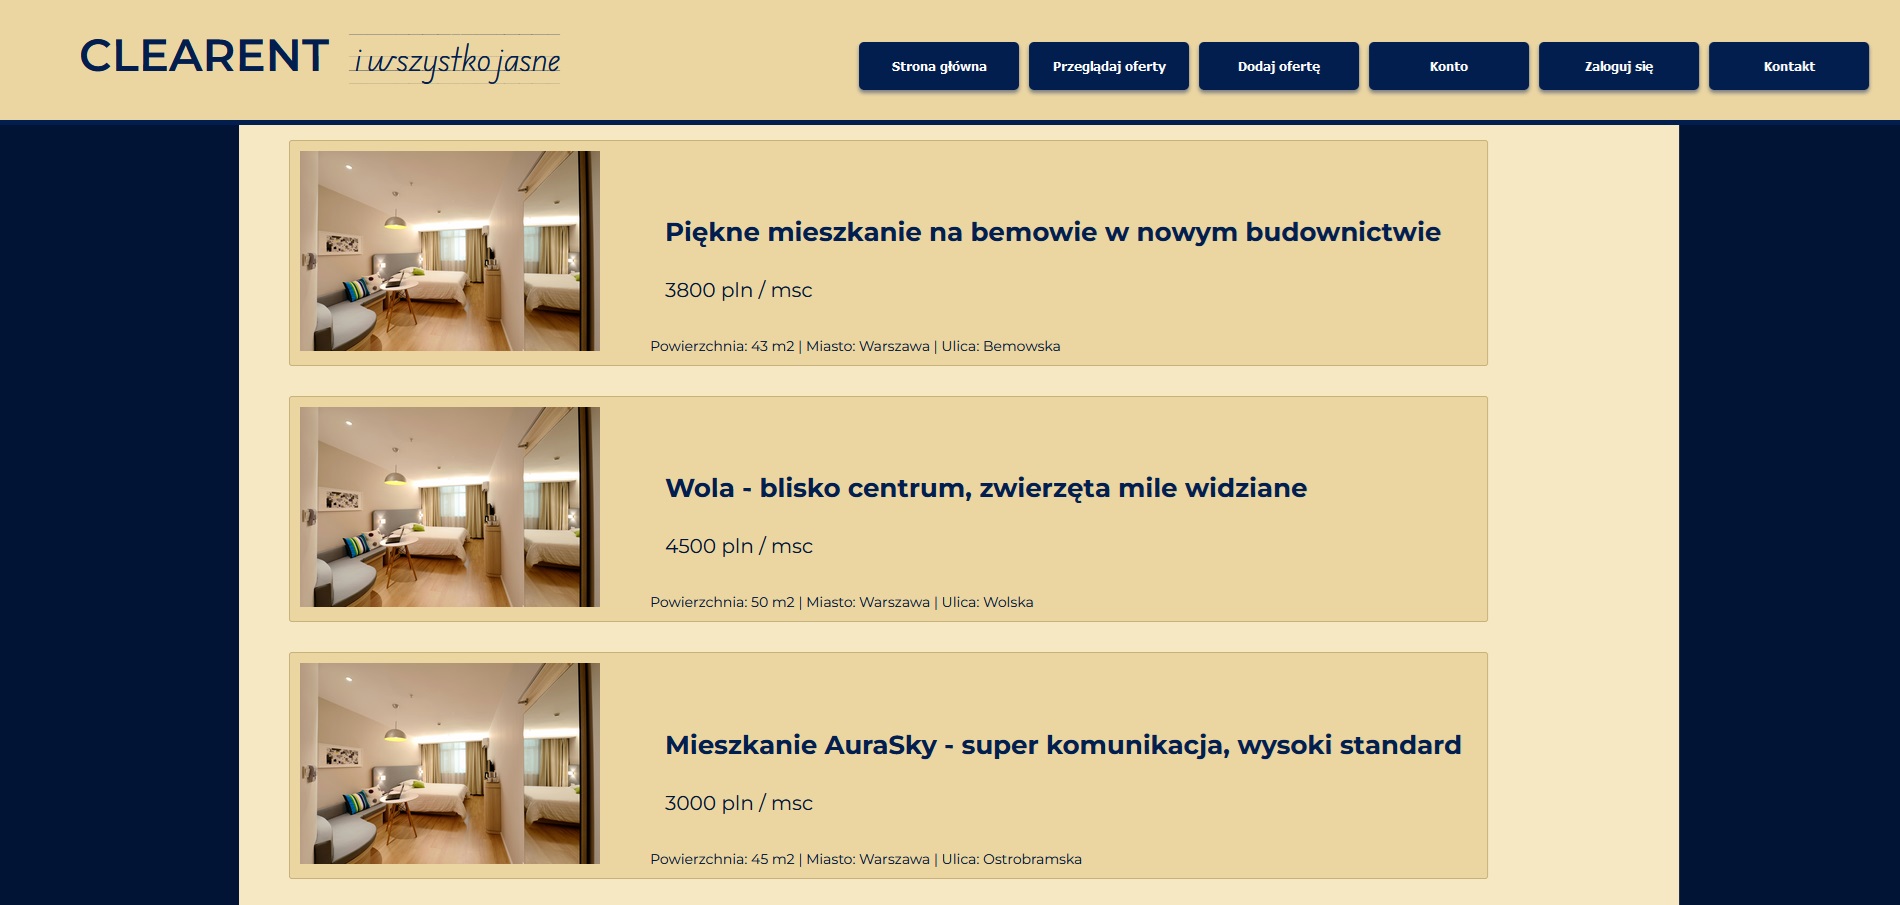 CLEARENT i wszystko jasne
Strona główna Przeglądaj oferty Dodaj ofertę Konto Zaloguj się Kontakt
Piękne mieszkanie na bemowie w nowym budownictwie
3800 pln / msc
Powierzchnia: 43 m2 | Miasto: Warszawa | Ulica: Bemowska
Wola - blisko centrum, zwierzęta mile widziane
4500 pln / msc
Powierzchnia: 50 m2 | Miasto: Warszawa | Ulica: Wolska
Mieszkanie AuraSky - super komunikacja, wysoki standard
3000 pln / msc
Powierzchnia: 45 m2 | Miasto: Warszawa | Ulica: Ostrobramska